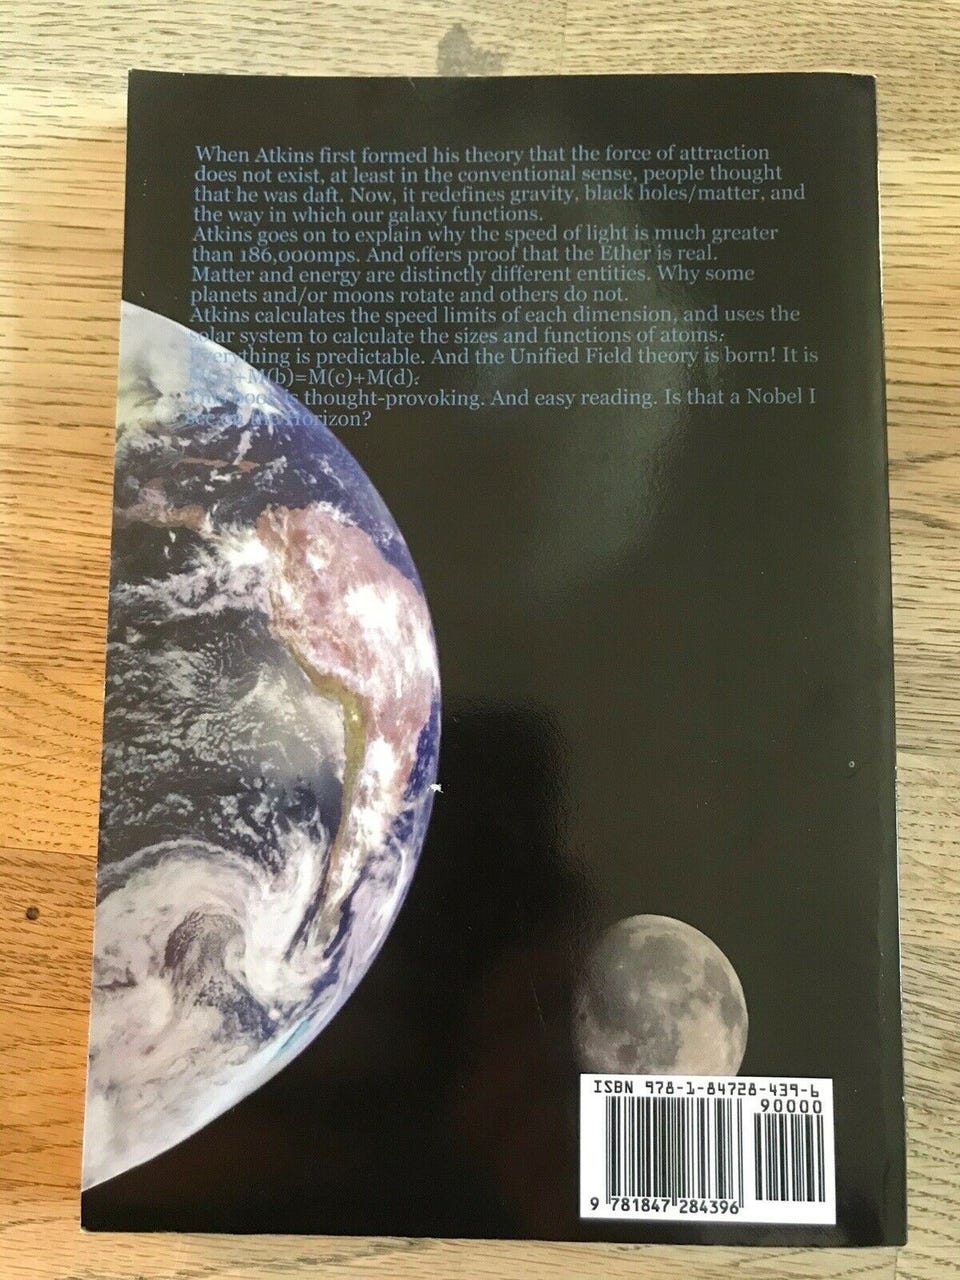 When Atkins first formed his theory that the force of attraction
does not exist, at least in the conventional sense, people thought
that he was daft. Now, it redefines gravity, black holes/matter, and
the way in which our galaxy functions.
Atkins goes on to explain why the speed of light is much greater
than 186,000mps. And offers proof that the Ether is real.
Matter and energy are distinctly different entities. Why some
planets and/or moons rotate and others do not.
Atkins calculates the speed limits of each dimension, and uses the
solar system to calculate the sizes and functions of atoms.
Everything is predictable. And the Unified Field theory is born! It is
+M(b)=M(c)+M(d).
This book is thought-provoking. And easy reading. Is that a Nobel I
the Horizon?
ISBN 978-1-84728-439-6
90000
9 781847 284396